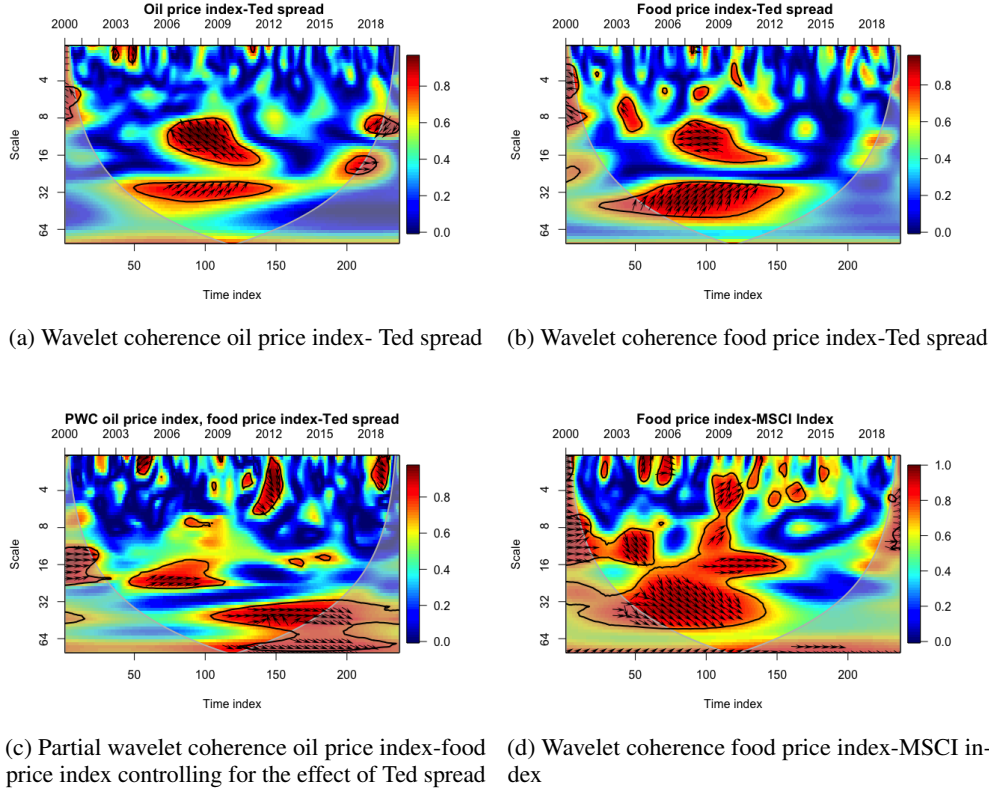 Oil price index-Ted spread
2000 2003 2006 2009 2012 2015 2018
Scale
4
8
16
32
64
0.8
0.6
0.4
0.2
0.0
50 100 150 200
Time index
(a) Wavelet coherence oil price index- Ted spread
Food price index-Ted spread
2000 2003 2006 2009 2012 2015 2018
Scale
4
8
16
32
64
0.8
0.6
0.4
0.2
0.0
50 100 150 200
Time index
(b) Wavelet coherence food price index-Ted spread
PWC oil price index, food price index-Ted spread
2000 2003 2006 2009 2012 2015 2018
Scale
4
8
16
32
64
0.8
0.6
0.4
0.2
0.0
50 100 150 200
Time index
(c) Partial wavelet coherence oil price index-food
price index controlling for the effect of Ted spread
Food price index-MSCI Index
2000 2003 2006 2009 2012 2015 2018
Scale
4
8
16
32
64
1.0
0.8
0.6
0.4
0.2
0.0
50 100 150 200
Time index
(d) Wavelet coherence food price index-MSCI in-
dex